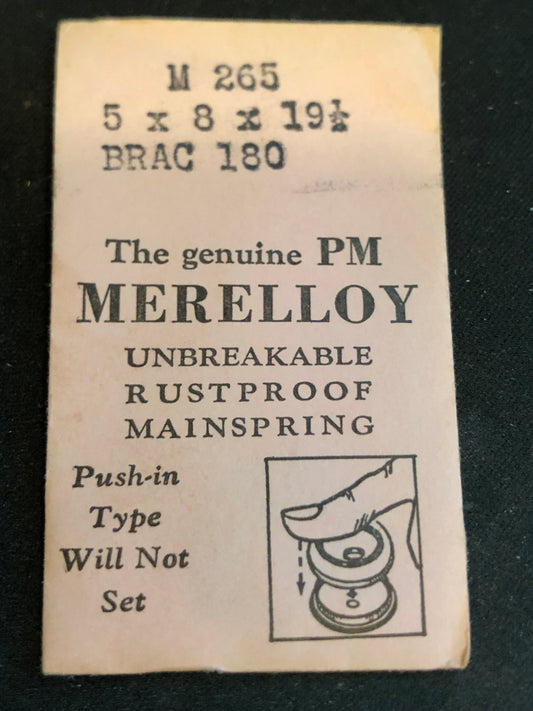 M 265
5 x 8 x 19½
BRAC 180
The genuine PM
MERELLOY
UNBREAKABLE
RUSTPROOF
MAINSPRING
Push-in
Type
Will Not
Set